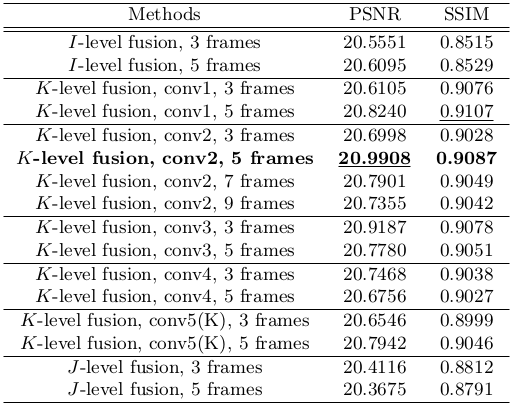 Methods PSNR SSIM
I-level fusion, 3 frames 20.5551 0.8515
I-level fusion, 5 frames 20.6095 0.8529
K-level fusion, conv1, 3 frames 20.6105 0.9076
K-level fusion, conv1, 5 frames 20.8240 0.9107
K-level fusion, conv2, 3 frames 20.6998 0.9028
K-level fusion, conv2, 5 frames 20.9908 0.9087
K-level fusion, conv2, 7 frames 20.7901 0.9049
K-level fusion, conv2, 9 frames 20.7355 0.9042
K-level fusion, conv3, 3 frames 20.9187 0.9078
K-level fusion, conv3, 5 frames 20.7780 0.9051
K-level fusion, conv4, 3 frames 20.7468 0.9038
K-level fusion, conv4, 5 frames 20.6756 0.9027
K-level fusion, conv5(K), 3 frames 20.6546 0.8999
K-level fusion, conv5(K), 5 frames 20.7942 0.9046
J-level fusion, 3 frames 20.4116 0.8812
J-level fusion, 5 frames 20.3675 0.8791